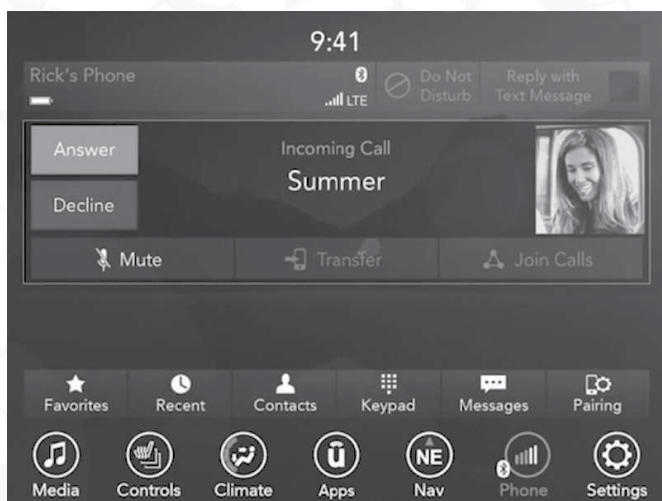 9:41
Rick's Phone
LTE
Do Not
Disturb
Reply with
Text Message
Answer
Incoming Call
Summer
Decline
Mute
Transfer
Join Calls
Favorites
Recent
Contacts
Keypad
Messages
Pairing
NE
Media
Controls
Climate
Apps
Nav
Phone
Settings